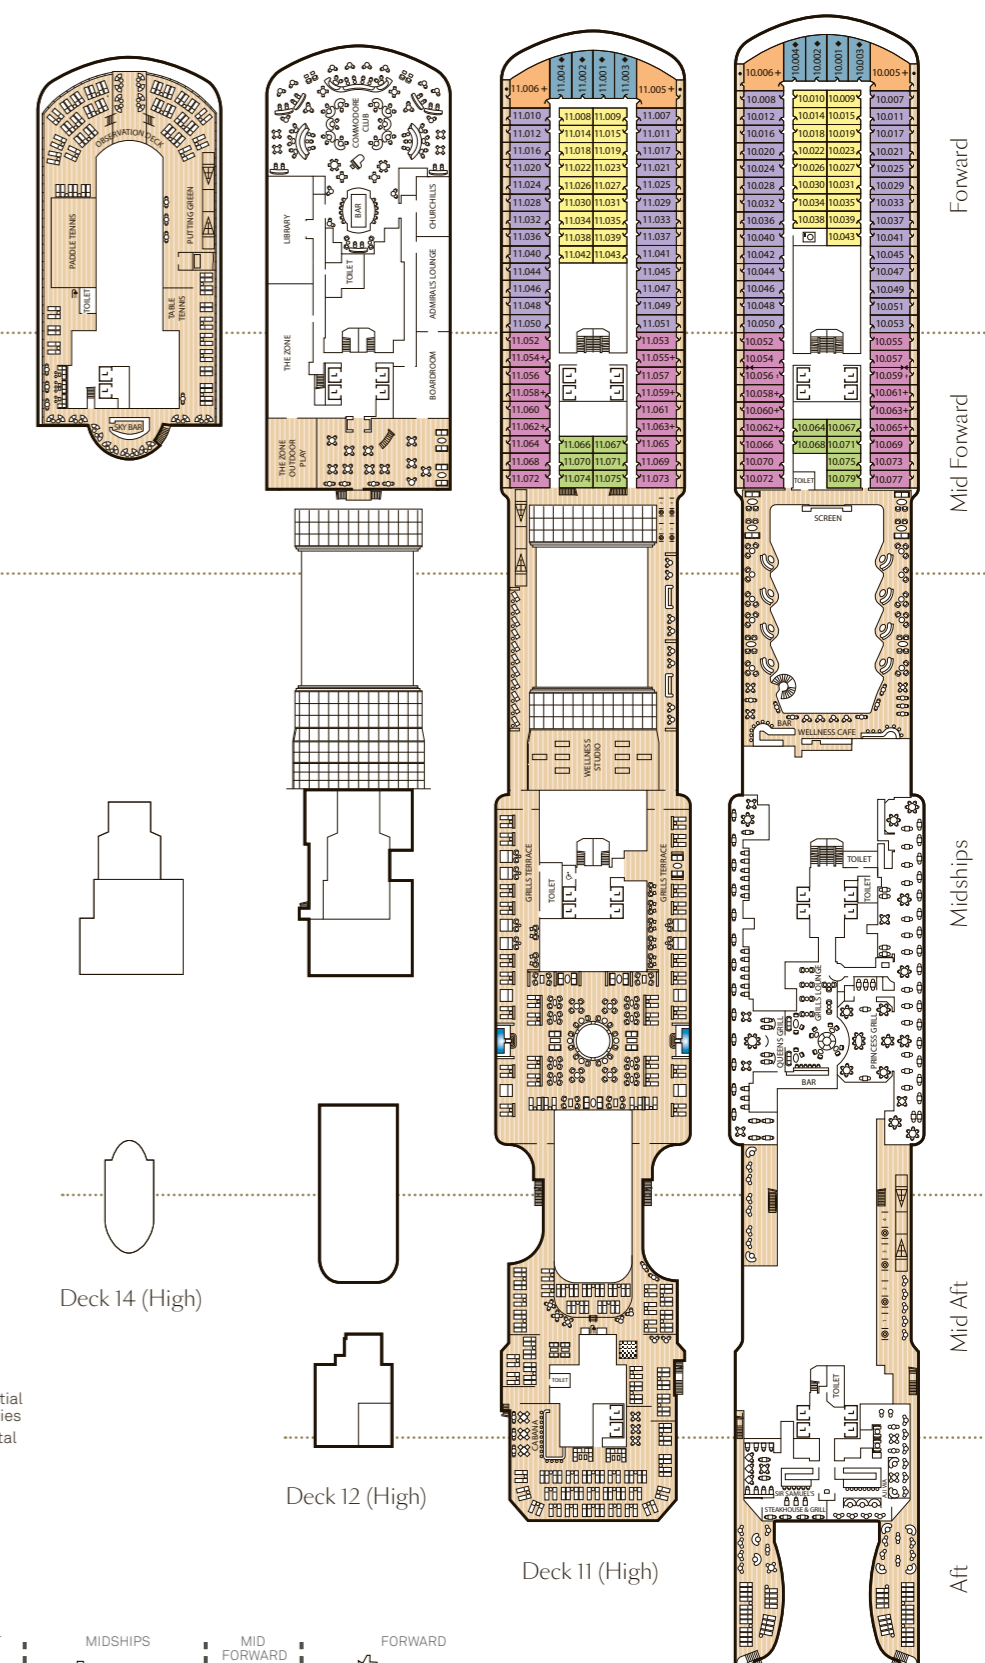 OBSERVATION DECK
PUTTING GREEN
PADDLE TENNIS
TOILET
TABLE
TENNIS
SKY BAR
COMMODORE
CLUB
BAR
CHURCHILL'S
LIBRARY
TOILET
ADMIRAL'S LOUNGE
THE ZONE
BOARDROOM
THE ZONE
OUTDOOR
PLAY
11.004 11.002 11.001 11.003
11.006+ 11.005+
11.010 11.008 11.009 11.007
11.012 11.014 11.015 11.011
11.016 11.018 11.019 11.017
11.020 11.022 11.023 11.021
11.024 11.026 11.027 11.025
11.028 11.030 11.031 11.029
11.032 11.034 11.035 11.033
11.036 11.038 11.039 11.037
11.040 11.042 11.043 11.041
11.044 11.045
11.046 11.047
11.048 11.049
11.050 11.051
11.052 11.053
11.054+ 11.055+
11.056 11.057
11.058+ 11.059+
11.060 11.061
11.062+ 11.063+
11.064 11.066 11.067 11.065
11.068 11.070 11.071 11.069
11.072 11.074 11.075 11.073
WELLNESS
STUDIO
GRILLS TERRACE
GRILLS TERRACE
TOILET
TOILET
CABANA
10.004 10.002 10.001 10.003
10.006+ 10.005+
10.008 10.010 10.009 10.007
10.012 10.014 10.015 10.011
10.016 10.018 10.019 10.017
10.020 10.022 10.023 10.021
10.024 10.026 10.027 10.025
10.028 10.030 10.031 10.029
10.032 10.034 10.035 10.033
10.036 10.038 10.039 10.037
10.040 10.043 10.041
10.042 10.045
10.044 10.047
10.046 10.049
10.048 10.051
10.050 10.053
10.052 10.055
10.054 10.057
10.056+ 10.059+
10.058+ 10.061+
10.060+ 10.063+
10.062+ 10.064 10.067 10.065+
10.066 10.068 10.071 10.069
10.070 10.075 10.073
10.072 TOILET 10.079 10.077
SCREEN
BAR
WELLNESS CAFE
TOILET
TOILET
GRILLS LOUNGE
QUEENS GRILL
PRINCESS GRILL
BAR
TOILET
SIR SAMUEL'S
STEAKHOUSE & GRILL
Forward
Mid Forward
Midships
Mid Aft
Aft
Deck 14 (High)
Deck 12 (High)
Deck 11 (High)
tial
ies
tal
MIDSHIPS
MID
FORWARD
FORWARD